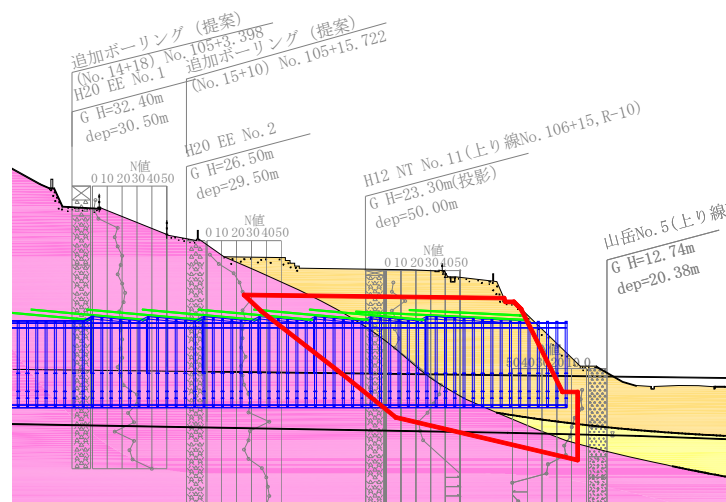 追加ボーリング (提案)
(No.14+18) No.105+3.398
H20 EE No.1
G H=32.40m
dep=30.50m
追加ボーリング (提案)
(No.15+10) No.105+15.722
H20 EE No.2
G H=26.50m
dep=29.50m
H12 NT No.11(上り線No.106+15,R-10)
G H=23.30m(投影)
dep=50.00m
山岳No.5(上り線
G H=12.74m
dep=20.38m
N値
0 10 20 30 40 50
N値
0 10 20 30 40 50
N値
0 10 20 30 40 50